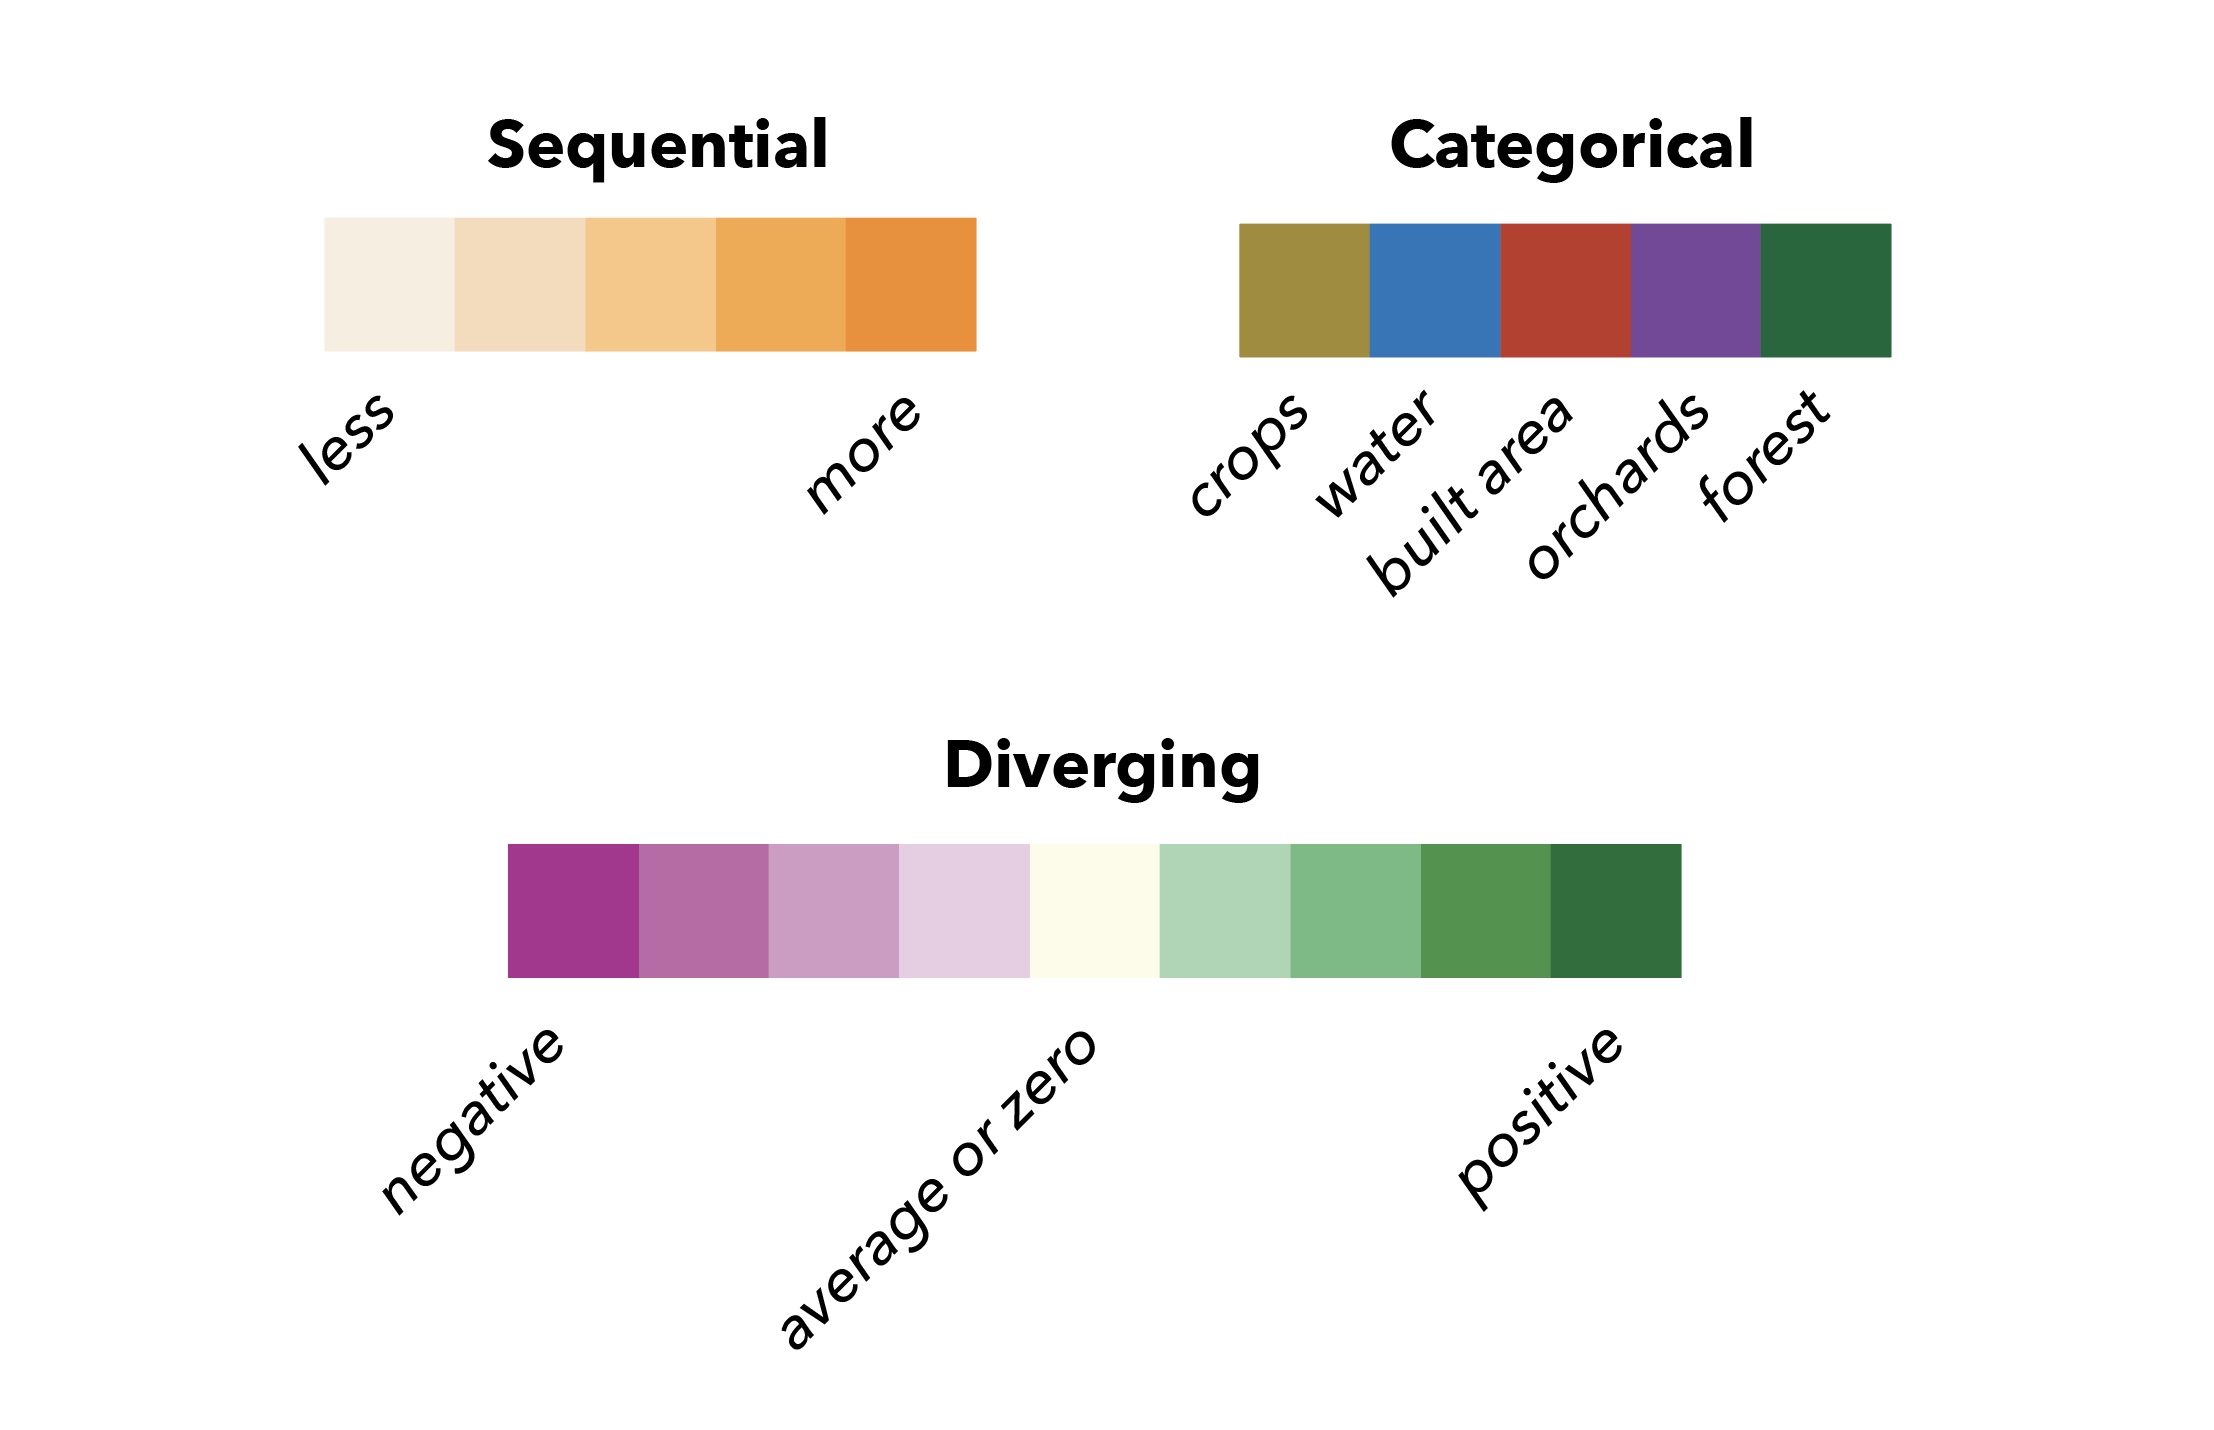 Sequential
Categorical
less
more
crops
water
built area
orchards
forest
Diverging
negative
average or zero
positive